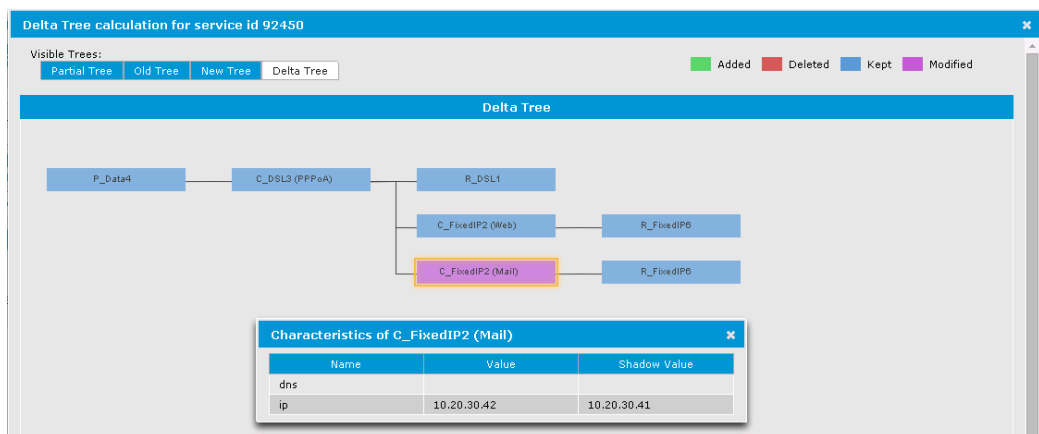 Delta Tree calculation for service id 92450
Visible Trees:
Partial Tree Old Tree New Tree Delta Tree
Added Deleted Kept Modified
Delta Tree
P_Data4 C_DSL3 (PPPoA) R_DSL1
C_FixedIP2 (Web) R_FixedIP6
C_FixedIP2 (Mail) R_FixedIP6
Characteristics of C_FixedIP2 (Mail)
Name Value Shadow Value
dns
ip 10.20.30.42 10.20.30.41